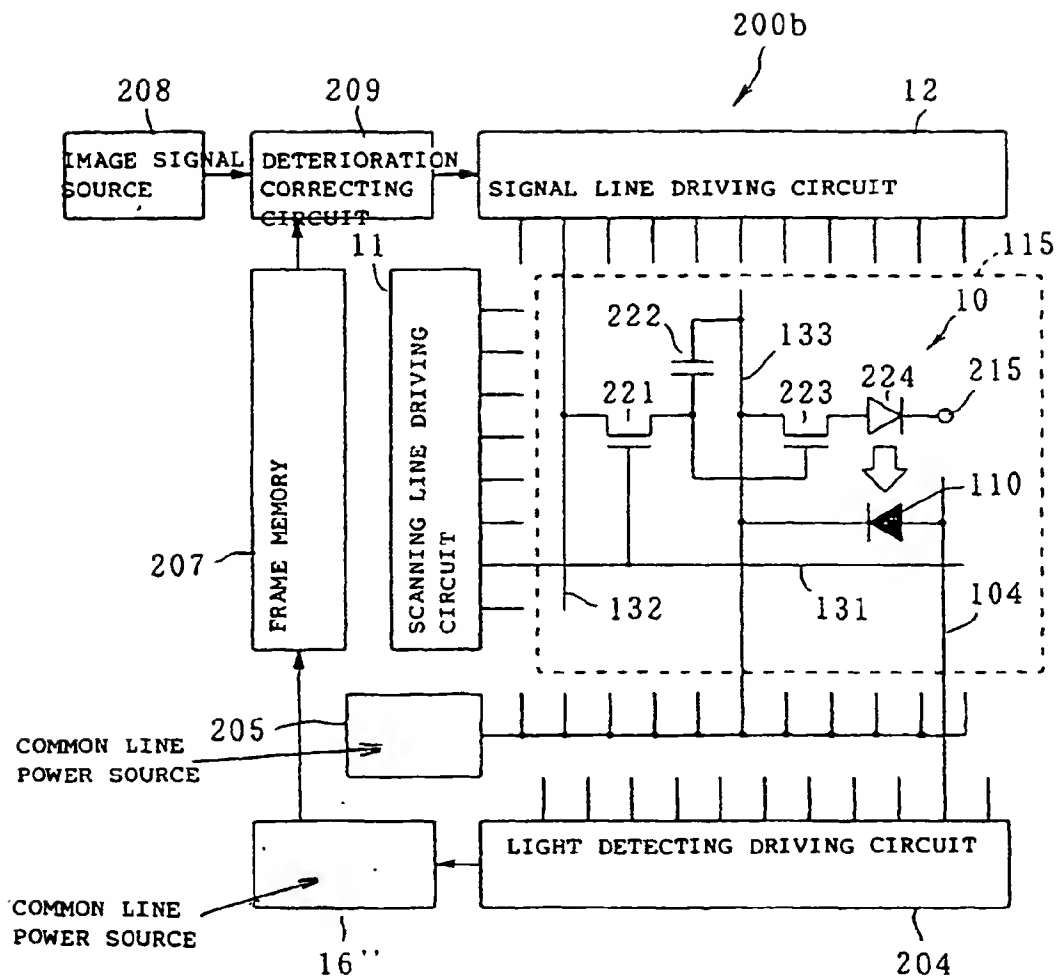 200b
208
209
12
IMAGE SIGNAL
SOURCE
DETERIORATION
CORRECTING
CIRCUIT
SIGNAL LINE DRIVING CIRCUIT
11
115
10
222
133
221
223
224
215
FRAME MEMORY
SCANNING LINE DRIVING
CIRCUIT
110
207
132
131
104
205
COMMON LINE
POWER SOURCE
LIGHT DETECTING DRIVING CIRCUIT
COMMON LINE
POWER SOURCE
16''
204